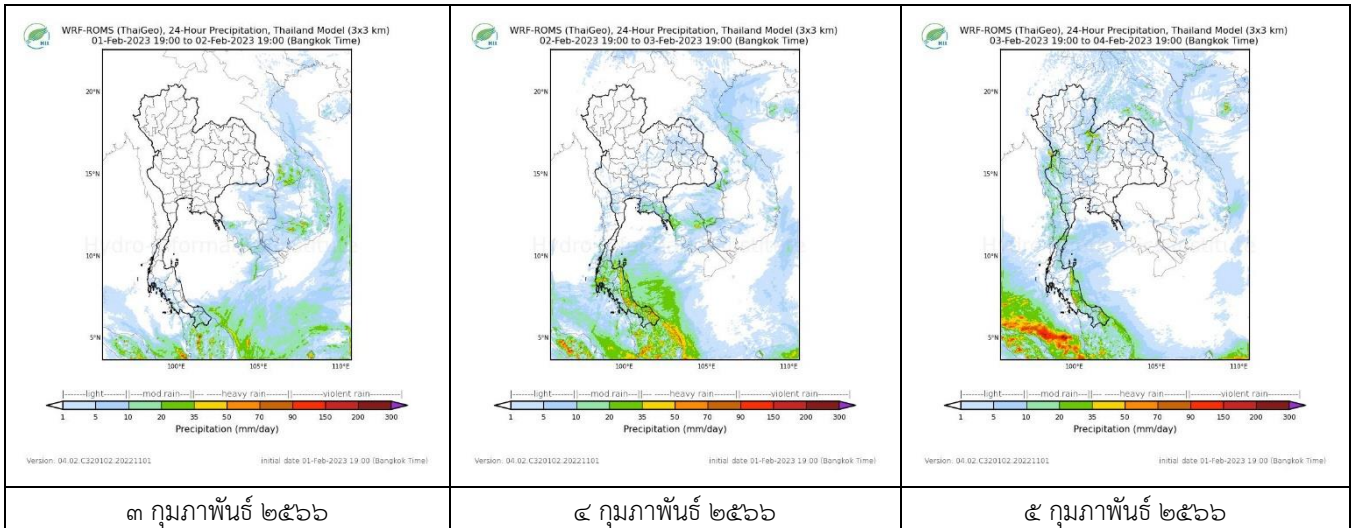 WRF-ROMS (ThaiGeo), 24-Hour Precipitation, Thailand Model (3x3 km)
01-Feb-2023 19:00 to 02-Feb-2023 19:00 (Bangkok Time)
20°N
15°N
10°N
5°N
100°E
105°E
110°E
light mod rain heavy rain violent rain
1 5 10 20 35 50 70 90 150 200 300
Precipitation (mm/day)
Version: 04.02.C320102.20221101 initial date 01-Feb-2023 19:00 (Bangkok Time)
๓ กุมภาพันธ์ ๒๕๖๖
WRF-ROMS (ThaiGeo), 24-Hour Precipitation, Thailand Model (3x3 km)
02-Feb-2023 19:00 to 03-Feb-2023 19:00 (Bangkok Time)
20°N
15°N
10°N
5°N
100°E
105°E
110°E
light mod rain heavy rain violent rain
1 5 10 20 35 50 70 90 150 200 300
Precipitation (mm/day)
Version: 04.02.C320102.20221101 initial date 01-Feb-2023 19:00 (Bangkok Time)
๔ กุมภาพันธ์ ๒๕๖๖
WRF-ROMS (ThaiGeo), 24-Hour Precipitation, Thailand Model (3x3 km)
03-Feb-2023 19:00 to 04-Feb-2023 19:00 (Bangkok Time)
20°N
15°N
10°N
5°N
100°E
105°E
110°E
light mod rain heavy rain violent rain
1 5 10 20 35 50 70 90 150 200 300
Precipitation (mm/day)
Version: 04.02.C320102.20221101 initial date 01-Feb-2023 19:00 (Bangkok Time)
๕ กุมภาพันธ์ ๒๕๖๖